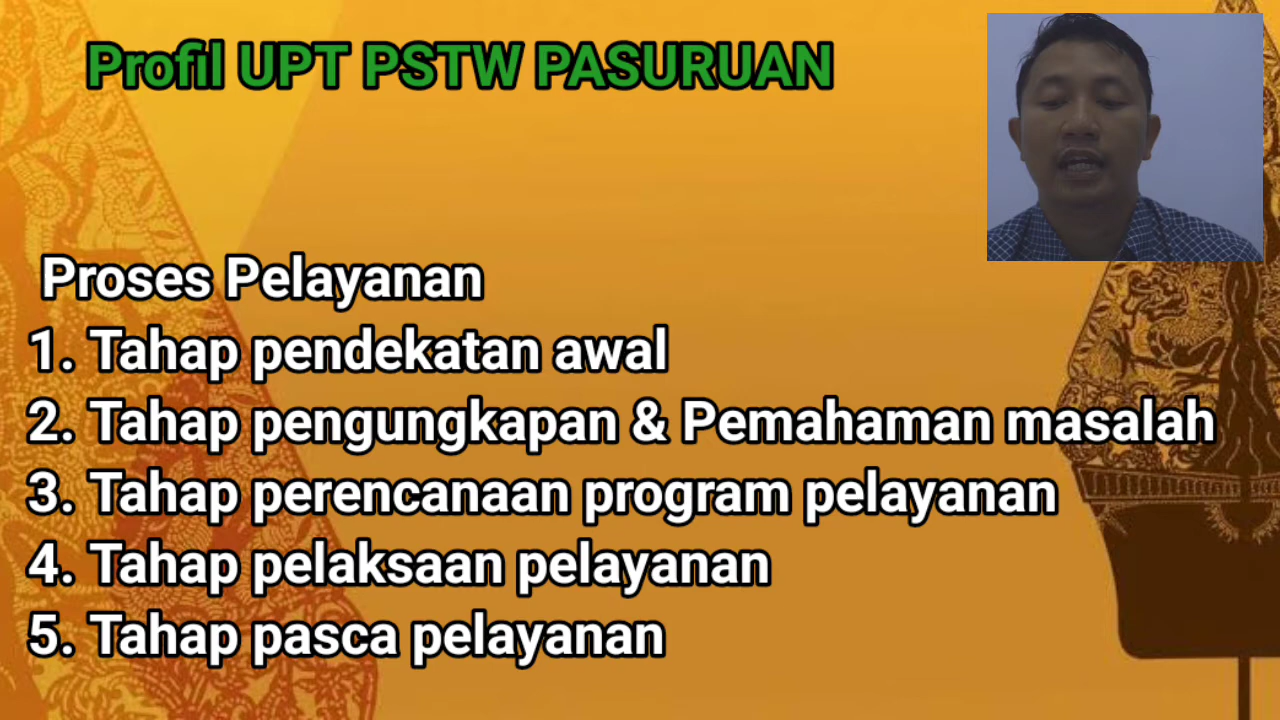 Profil UPT PSTW PASURUAN
Proses Pelayanan
1. Tahap pendekatan awal
2. Tahap pengungkapan & Pemahaman masalah
3. Tahap perencanaan program pelayanan
4. Tahap pelaksaan pelayanan
5. Tahap pasca pelayanan